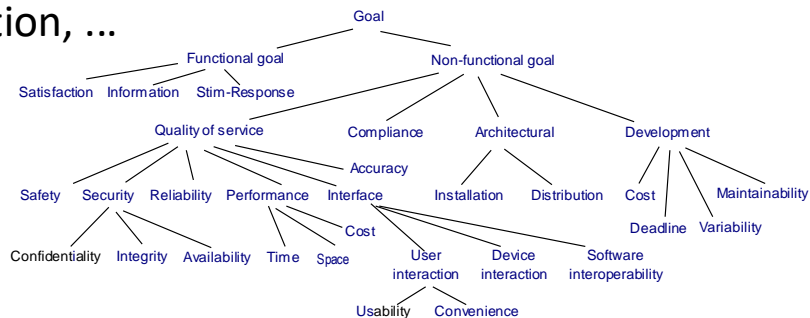 tion, ...
Goal
Functional goal
Non-functional goal
Satisfaction
Information
Stim-Response
Quality of service
Compliance
Architectural
Development
Accuracy
Safety
Security
Reliability
Performance
Interface
Installation
Distribution
Cost
Maintainability
Cost
Deadline
Variability
Confidentiality
Integrity
Availability
Time
Space
User
interaction
Device
interaction
Software
interoperability
Usability
Convenience